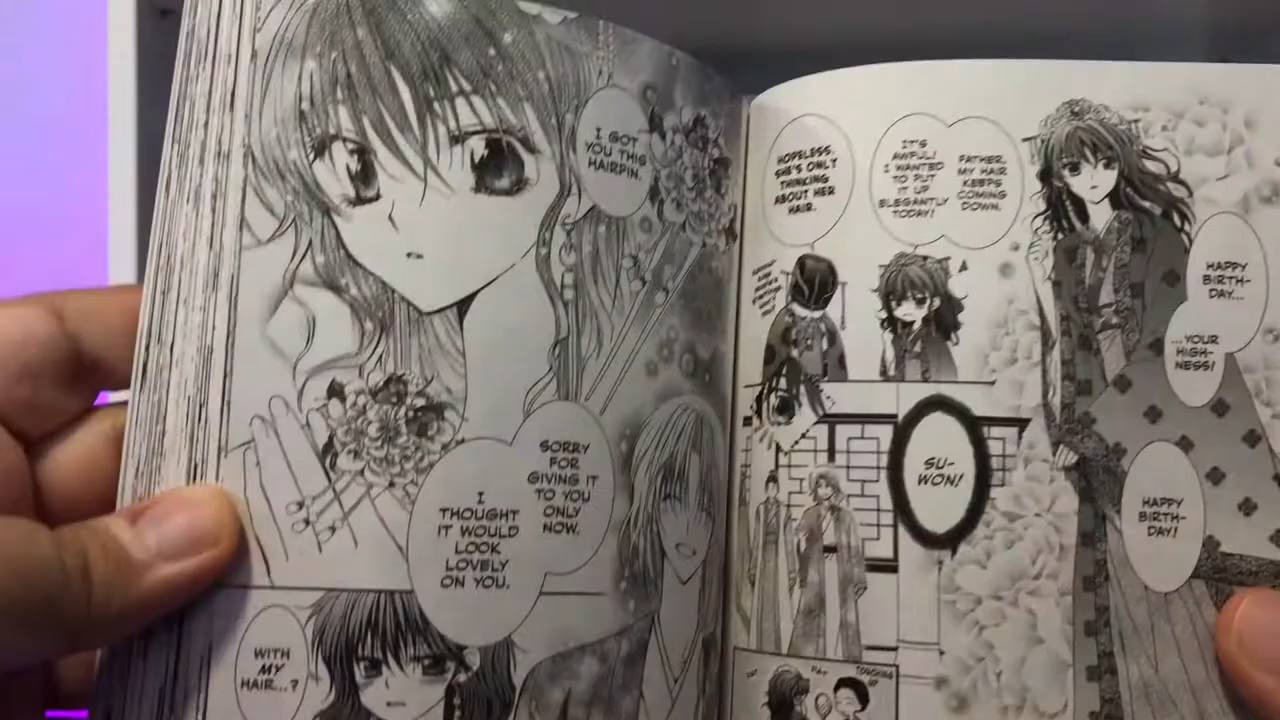 HAPPY
BIRTH-
DAY...
...YOUR
HIGH-
NESS!
HAPPY
BIRTH-
DAY!
FATHER,
MY HAIR
KEEPS
COMING
DOWN.
IT'S
AWFUL!
I WANTED
TO PUT
IT UP
ELEGANTLY
TODAY!
HOPELESS.
SHE'S ONLY
THINKING
ABOUT HER
HAIR.
SU-
WON!
TOUCHING
UP
I GOT
YOU THIS
HAIRPIN.
SORRY
FOR
GIVING IT
TO YOU
ONLY
NOW.
I
THOUGHT
IT WOULD
LOOK
LOVELY
ON YOU.
WITH
MY
HAIR...?